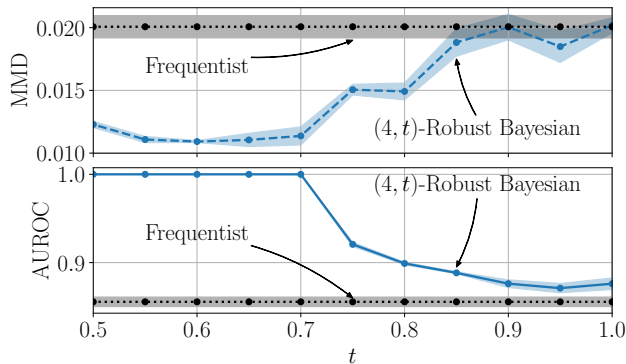 0.020
0.015
0.010
MMD
Frequentist
(4, t)-Robust Bayesian
1.0
0.9
AUROC
(4, t)-Robust Bayesian
Frequentist
0.5 0.6 0.7 0.8 0.9 1.0
t